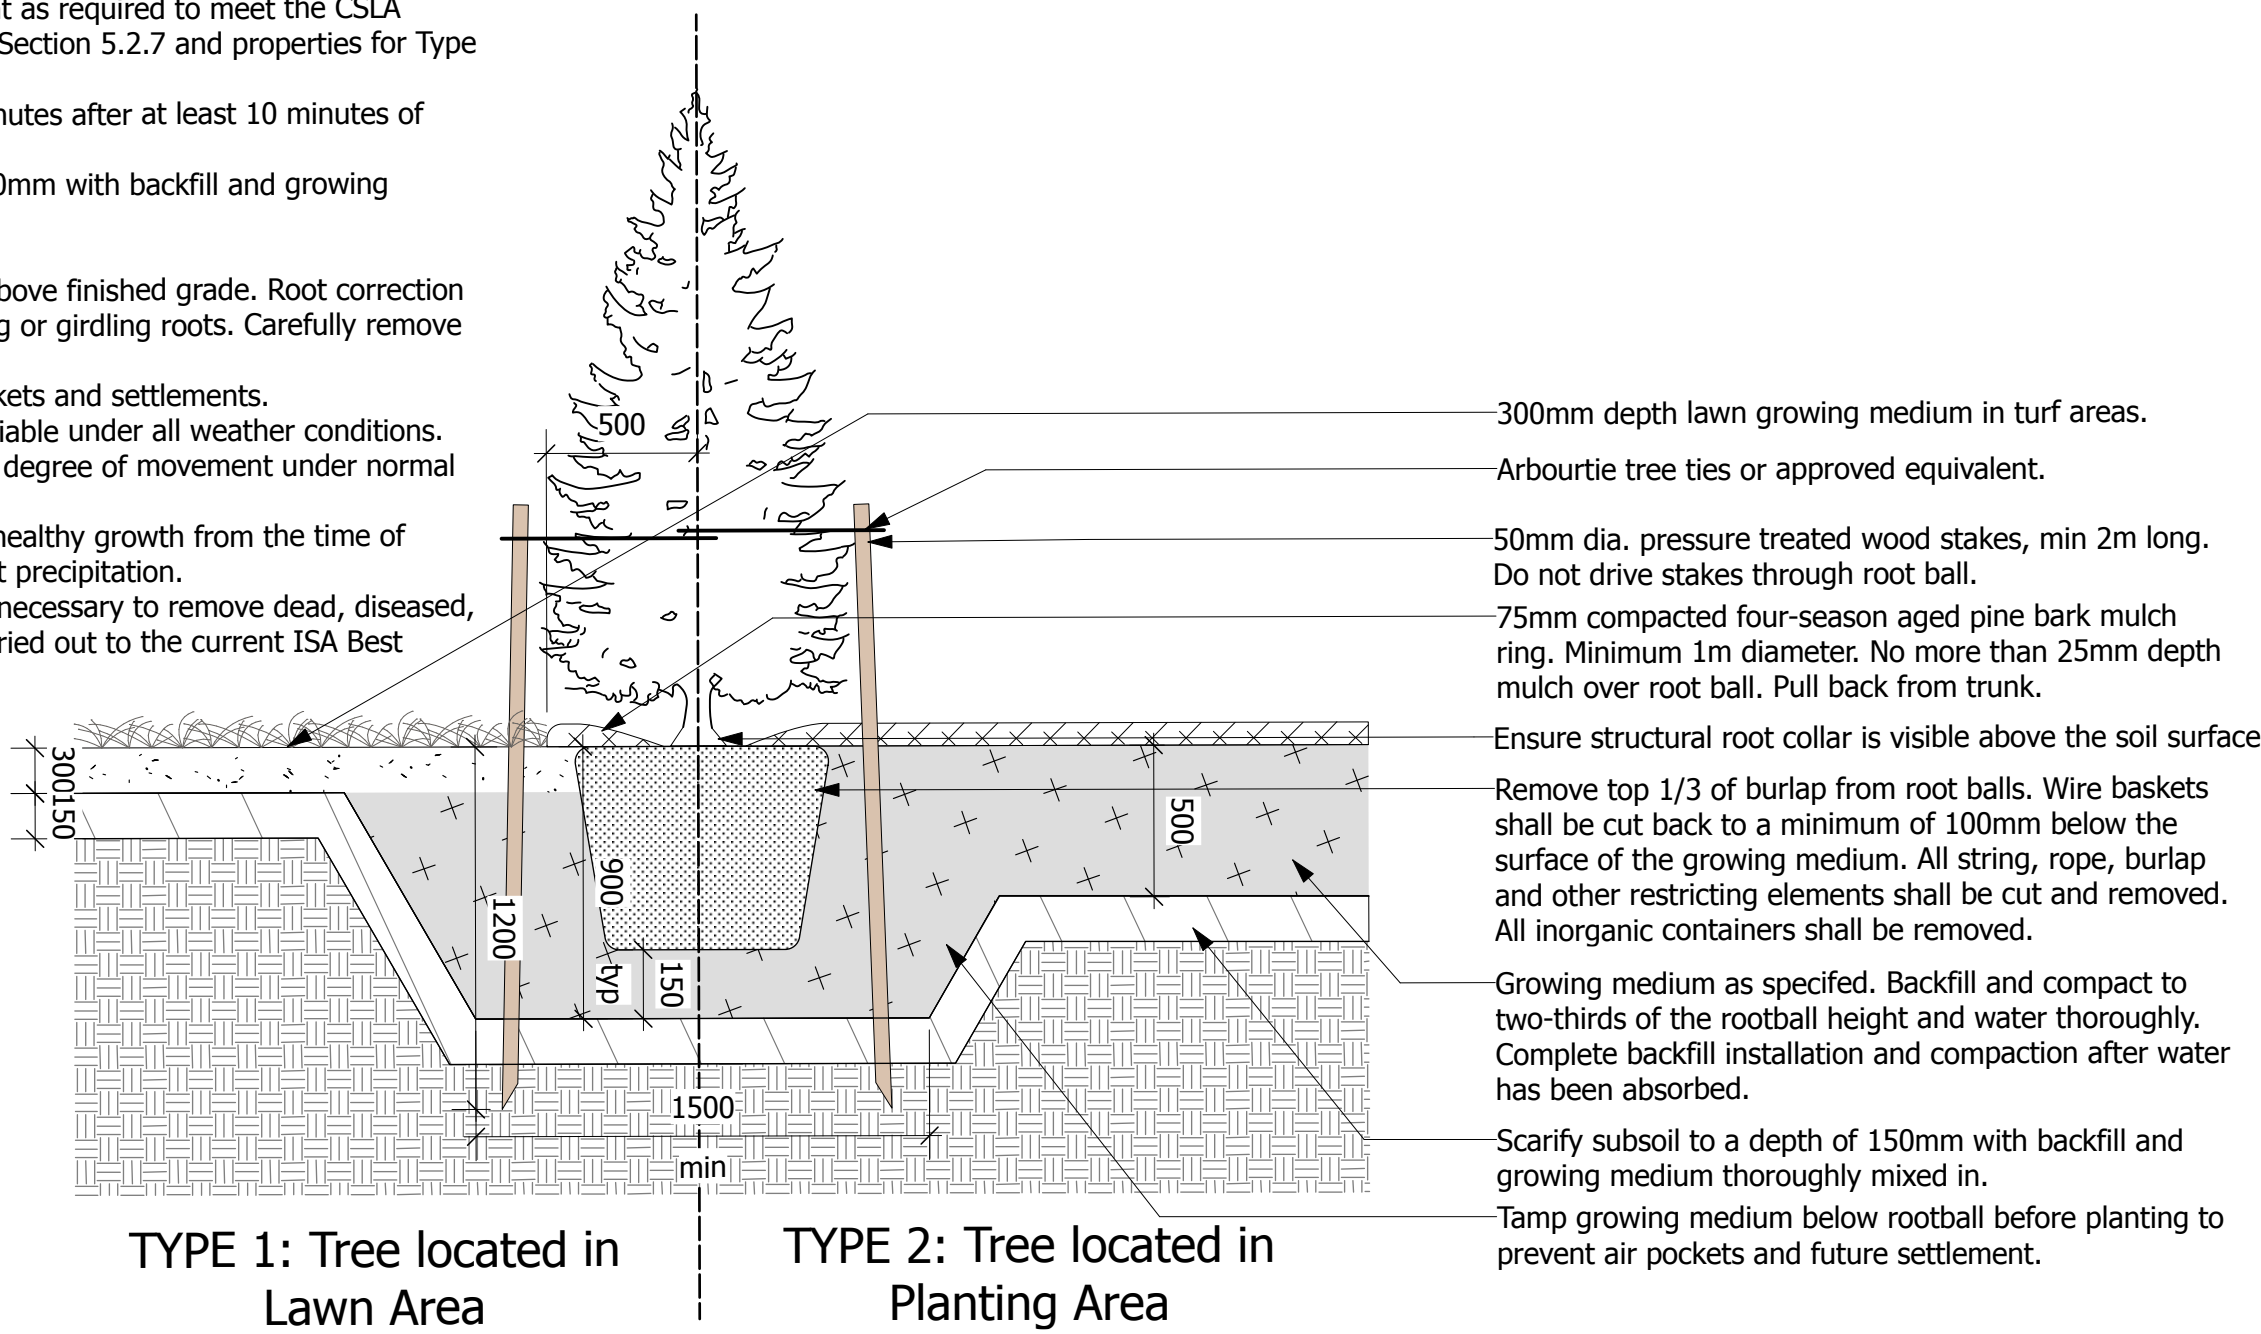 t as required to meet the CSLA
Section 5.2.7 and properties for Type
nutes after at least 10 minutes of
0mm with backfill and growing
bove finished grade. Root correction
g or girdling roots. Carefully remove
kets and settlements.
iable under all weather conditions.
degree of movement under normal
healthy growth from the time of
t precipitation.
necessary to remove dead, diseased,
ried out to the current ISA Best
500
300mm depth lawn growing medium in turf areas.
Arbourtie tree ties or approved equivalent.
50mm dia. pressure treated wood stakes, min 2m long.
Do not drive stakes through root ball.
75mm compacted four-season aged pine bark mulch
ring. Minimum 1m diameter. No more than 25mm depth
mulch over root ball. Pull back from trunk.
Ensure structural root collar is visible above the soil surface
Remove top 1/3 of burlap from root balls. Wire baskets
shall be cut back to a minimum of 100mm below the
surface of the growing medium. All string, rope, burlap
and other restricting elements shall be cut and removed.
All inorganic containers shall be removed.
Growing medium as specifed. Backfill and compact to
two-thirds of the rootball height and water thoroughly.
Complete backfill installation and compaction after water
has been absorbed.
Scarify subsoil to a depth of 150mm with backfill and
growing medium thoroughly mixed in.
Tamp growing medium below rootball before planting to
prevent air pockets and future settlement.
300
150
1200
900
typ
150
500
1500
min
TYPE 1: Tree located in
Lawn Area
TYPE 2: Tree located in
Planting Area